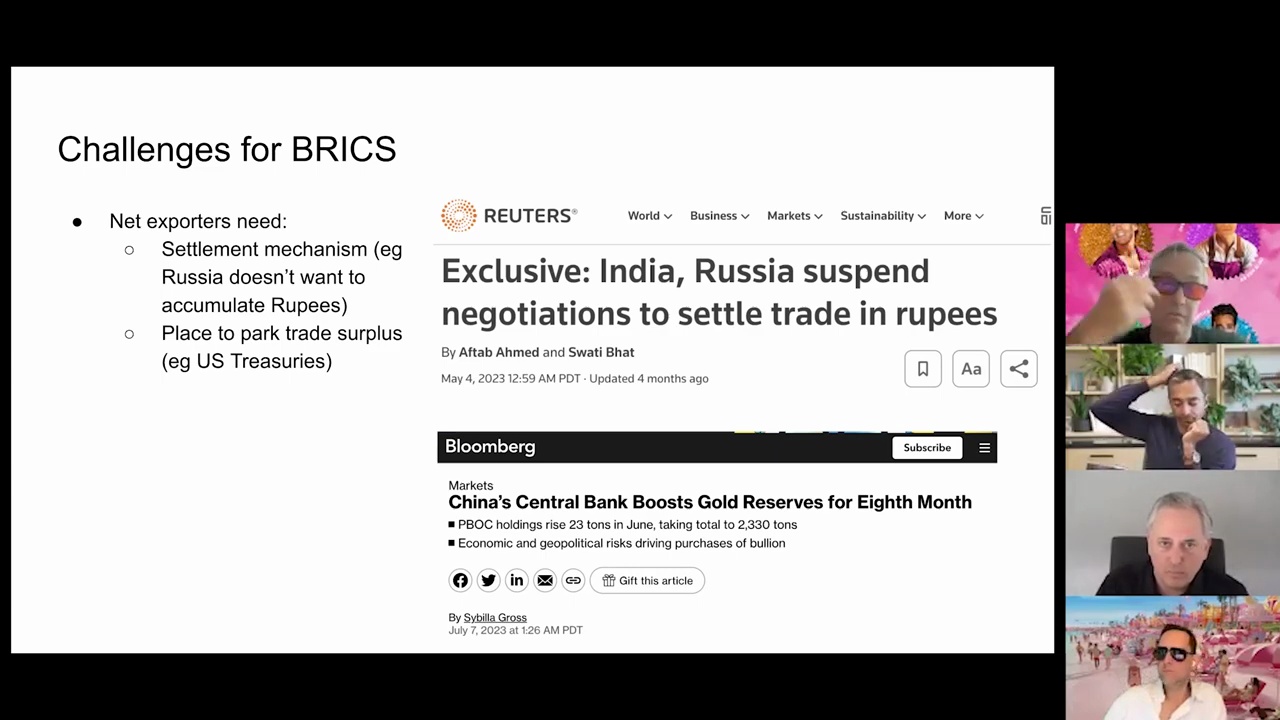 Challenges for BRICS
● Net exporters need:
○ Settlement mechanism (eg
Russia doesn’t want to
accumulate Rupees)
○ Place to park trade surplus
(eg US Treasuries)
REUTERS®
World Business Markets Sustainability More
Exclusive: India, Russia suspend
negotiations to settle trade in rupees
By Aftab Ahmed and Swati Bhat
May 4, 2023 12:59 AM PDT · Updated 4 months ago
Aa
Bloomberg
Subscribe
Markets
China’s Central Bank Boosts Gold Reserves for Eighth Month
■ PBOC holdings rise 23 tons in June, taking total to 2,330 tons
■ Economic and geopolitical risks driving purchases of bullion
Gift this article
By Sybilla Gross
July 7, 2023 at 1:26 AM PDT